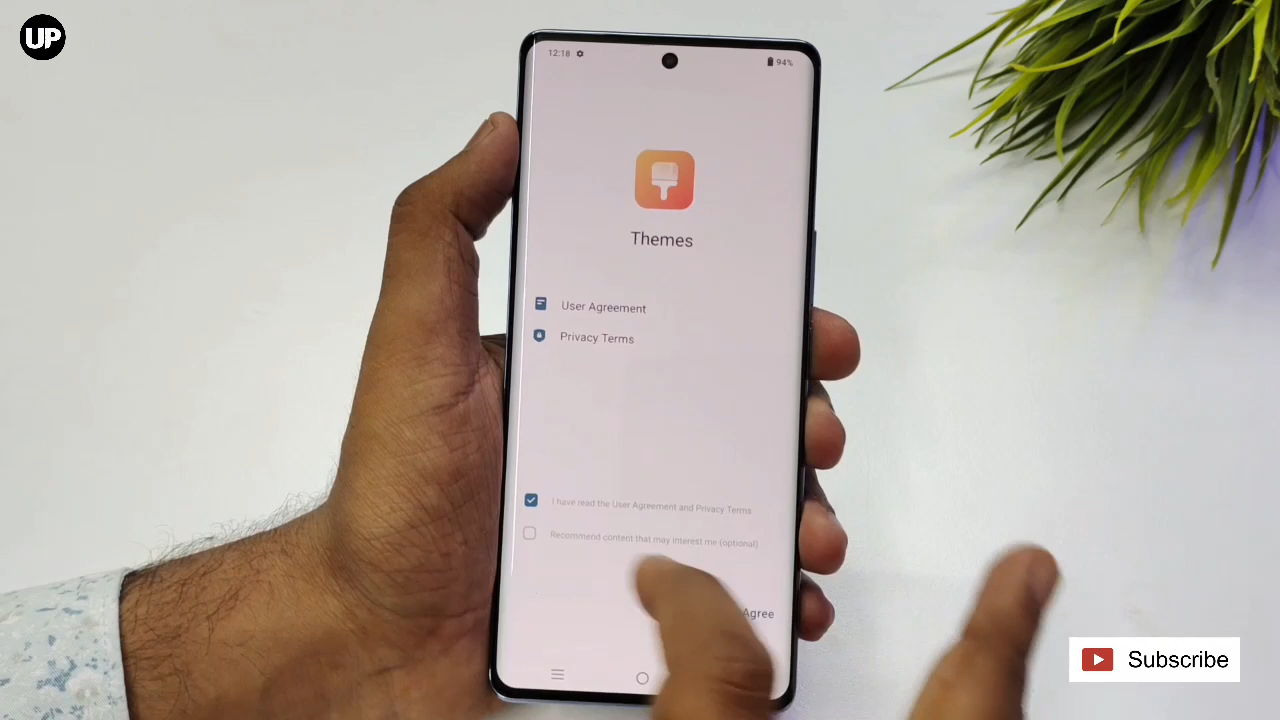 UP
12:18
94%
Themes
User Agreement
Privacy Terms
I have read the User Agreement and Privacy Terms
Recommend content that may interest me (optional)
Agree
Subscribe